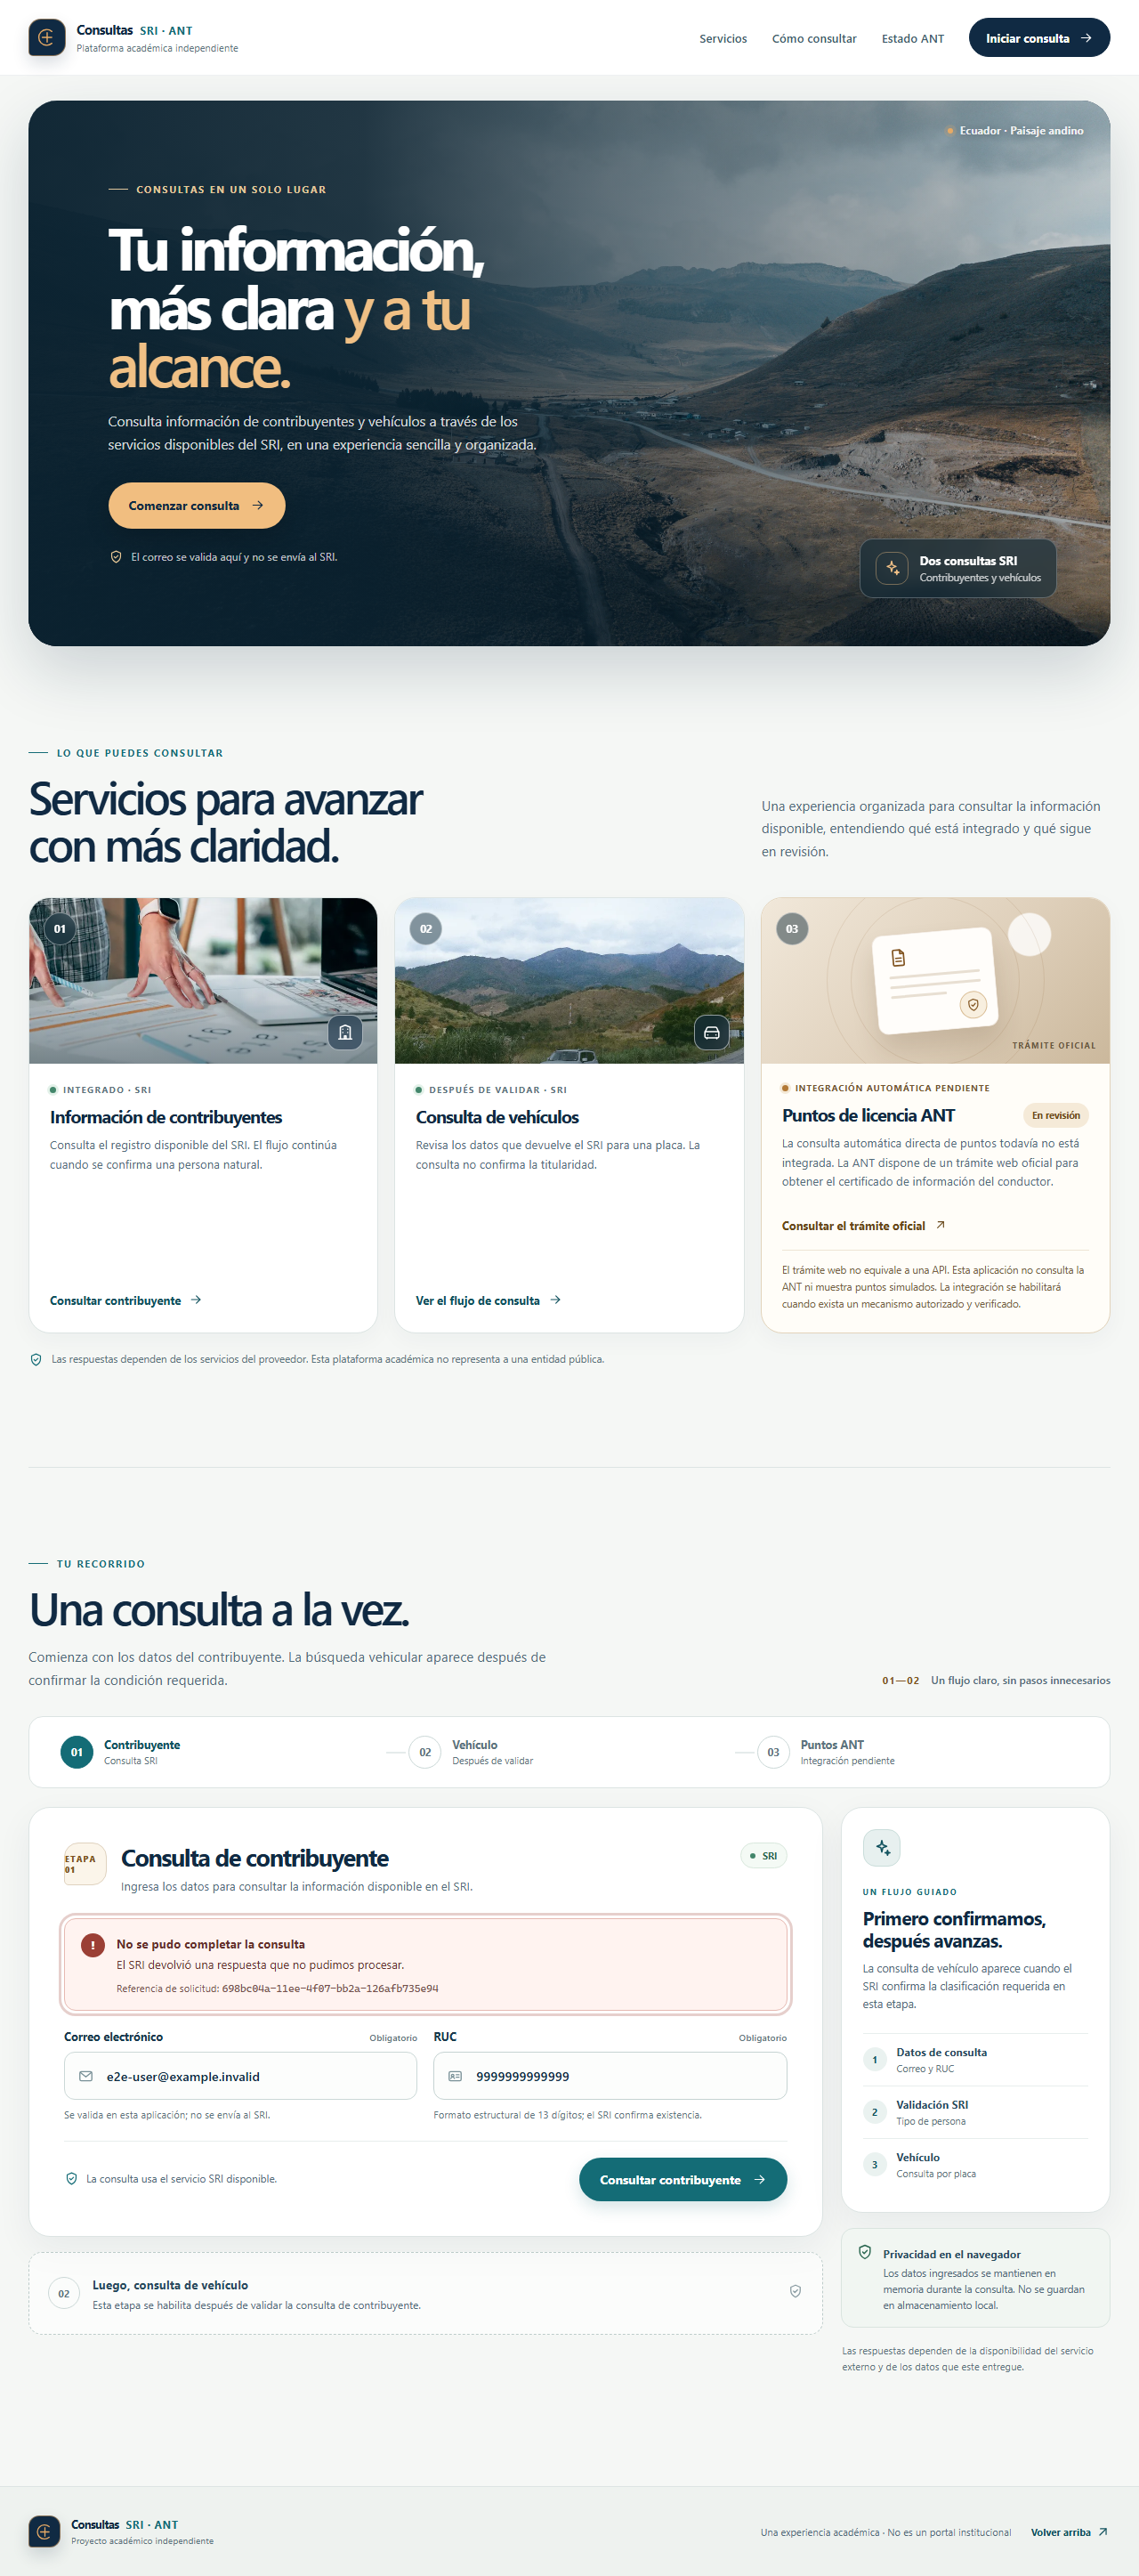 Consultas SRI · ANT
Plataforma académica independiente
Servicios
Cómo consultar
Estado ANT
Iniciar consulta
Ecuador · Paisaje andino
CONSULTAS EN UN SOLO LUGAR
Tu información,
más clara y a tu
alcance.
Consulta información de contribuyentes y vehículos a través de los
servicios disponibles del SRI, en una experiencia sencilla y organizada.
Comenzar consulta
El correo se valida aquí y no se envía al SRI.
Dos consultas SRI
Contribuyentes y vehículos
LO QUE PUEDES CONSULTAR
Servicios para avanzar
con más claridad.
Una experiencia organizada para consultar la información
disponible, entendiendo qué está integrado y qué sigue
en revisión.
01
INTEGRADO · SRI
Información de contribuyentes
Consulta el registro disponible del SRI. El flujo continúa
cuando se confirma una persona natural.
Consultar contribuyente
02
DESPUÉS DE VALIDAR · SRI
Consulta de vehículos
Revisa los datos que devuelve el SRI para una placa. La
consulta no confirma la titularidad.
Ver el flujo de consulta
03
TRÁMITE OFICIAL
INTEGRACIÓN AUTOMÁTICA PENDIENTE
Puntos de licencia ANT
En revisión
La consulta automática directa de puntos todavía no está
integrada. La ANT dispone de un trámite web oficial para
obtener el certificado de información del conductor.
Consultar el trámite oficial
El trámite web no equivale a una API. Esta aplicación no consulta la
ANT ni muestra puntos simulados. La integración se habilitará
cuando exista un mecanismo autorizado y verificado.
Las respuestas dependen de los servicios del proveedor. Esta plataforma académica no representa a una entidad pública.
TU RECORRIDO
Una consulta a la vez.
Comienza con los datos del contribuyente. La búsqueda vehicular aparece después de
confirmar la condición requerida.
01—02 Un flujo claro, sin pasos innecesarios
01
Contribuyente
Consulta SRI
02
Vehículo
Después de validar
03
Puntos ANT
Integración pendiente
ETAPA
01
Consulta de contribuyente
Ingresa los datos para consultar la información disponible en el SRI.
SRI
!
No se pudo completar la consulta
El SRI devolvió una respuesta que no pudimos procesar.
Referencia de solicitud: 698bc04a-11ee-4f07-bb2a-126afb735e94
Correo electrónico
Obligatorio
e2e-user@example.invalid
Se valida en esta aplicación; no se envía al SRI.
RUC
Obligatorio
9999999999999
Formato estructural de 13 dígitos; el SRI confirma existencia.
La consulta usa el servicio SRI disponible.
Consultar contribuyente
02
Luego, consulta de vehículo
Esta etapa se habilita después de validar la consulta de contribuyente.
UN FLUJO GUIADO
Primero confirmamos,
después avanzas.
La consulta de vehículo aparece cuando el
SRI confirma la clasificación requerida en
esta etapa.
1
Datos de consulta
Correo y RUC
2
Validación SRI
Tipo de persona
3
Vehículo
Consulta por placa
Privacidad en el navegador
Los datos ingresados se mantienen en
memoria durante la consulta. No se guardan
en almacenamiento local.
Las respuestas dependen de la disponibilidad del servicio
externo y de los datos que este entregue.
Consultas SRI · ANT
Proyecto académico independiente
Una experiencia académica · No es un portal institucional
Volver arriba